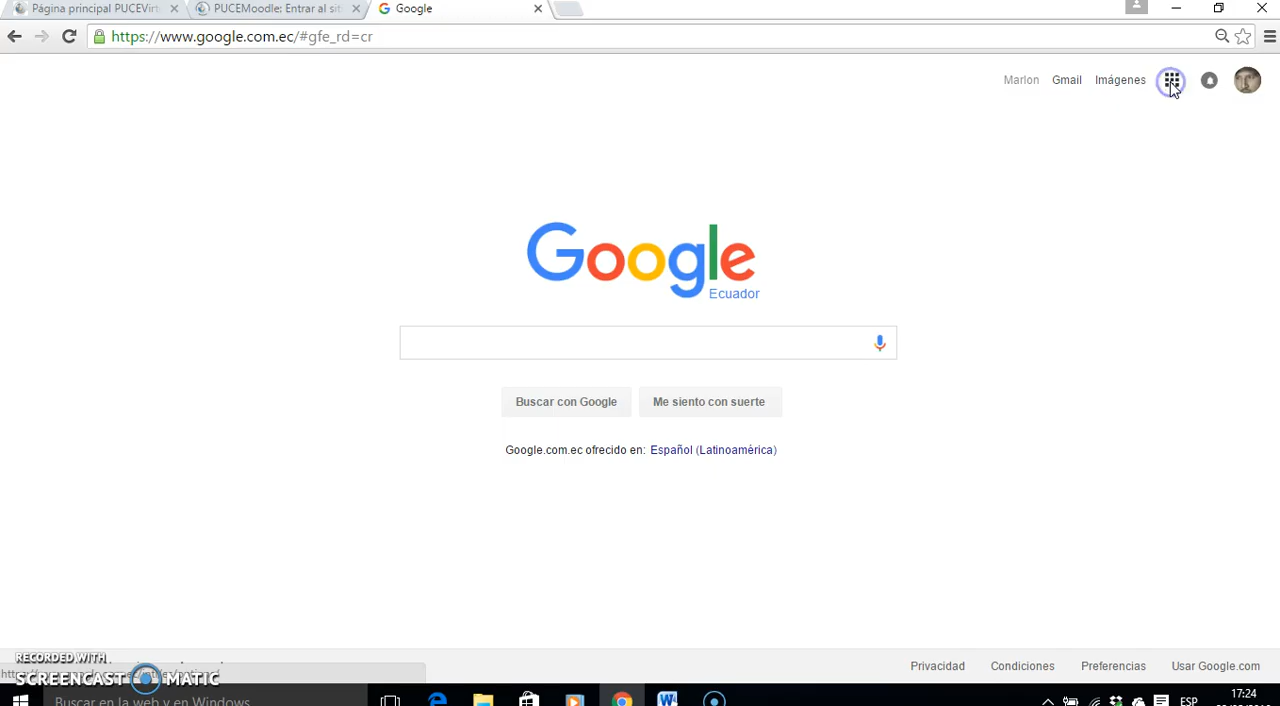 Página principal PUCEVirt
PUCEMoodle: Entrar al siti
Google
https://www.google.com.ec/#gfe_rd=cr
Marlon
Gmail
Imágenes
Google
Ecuador
Buscar con Google
Me siento con suerte
Google.com.ec ofrecido en: Español (Latinoamérica)
Privacidad
Condiciones
Preferencias
Usar Google.com
RECORDED WITH
SCREENCAST MATIC
Buscar en la web y en Windows
ESP
17:24